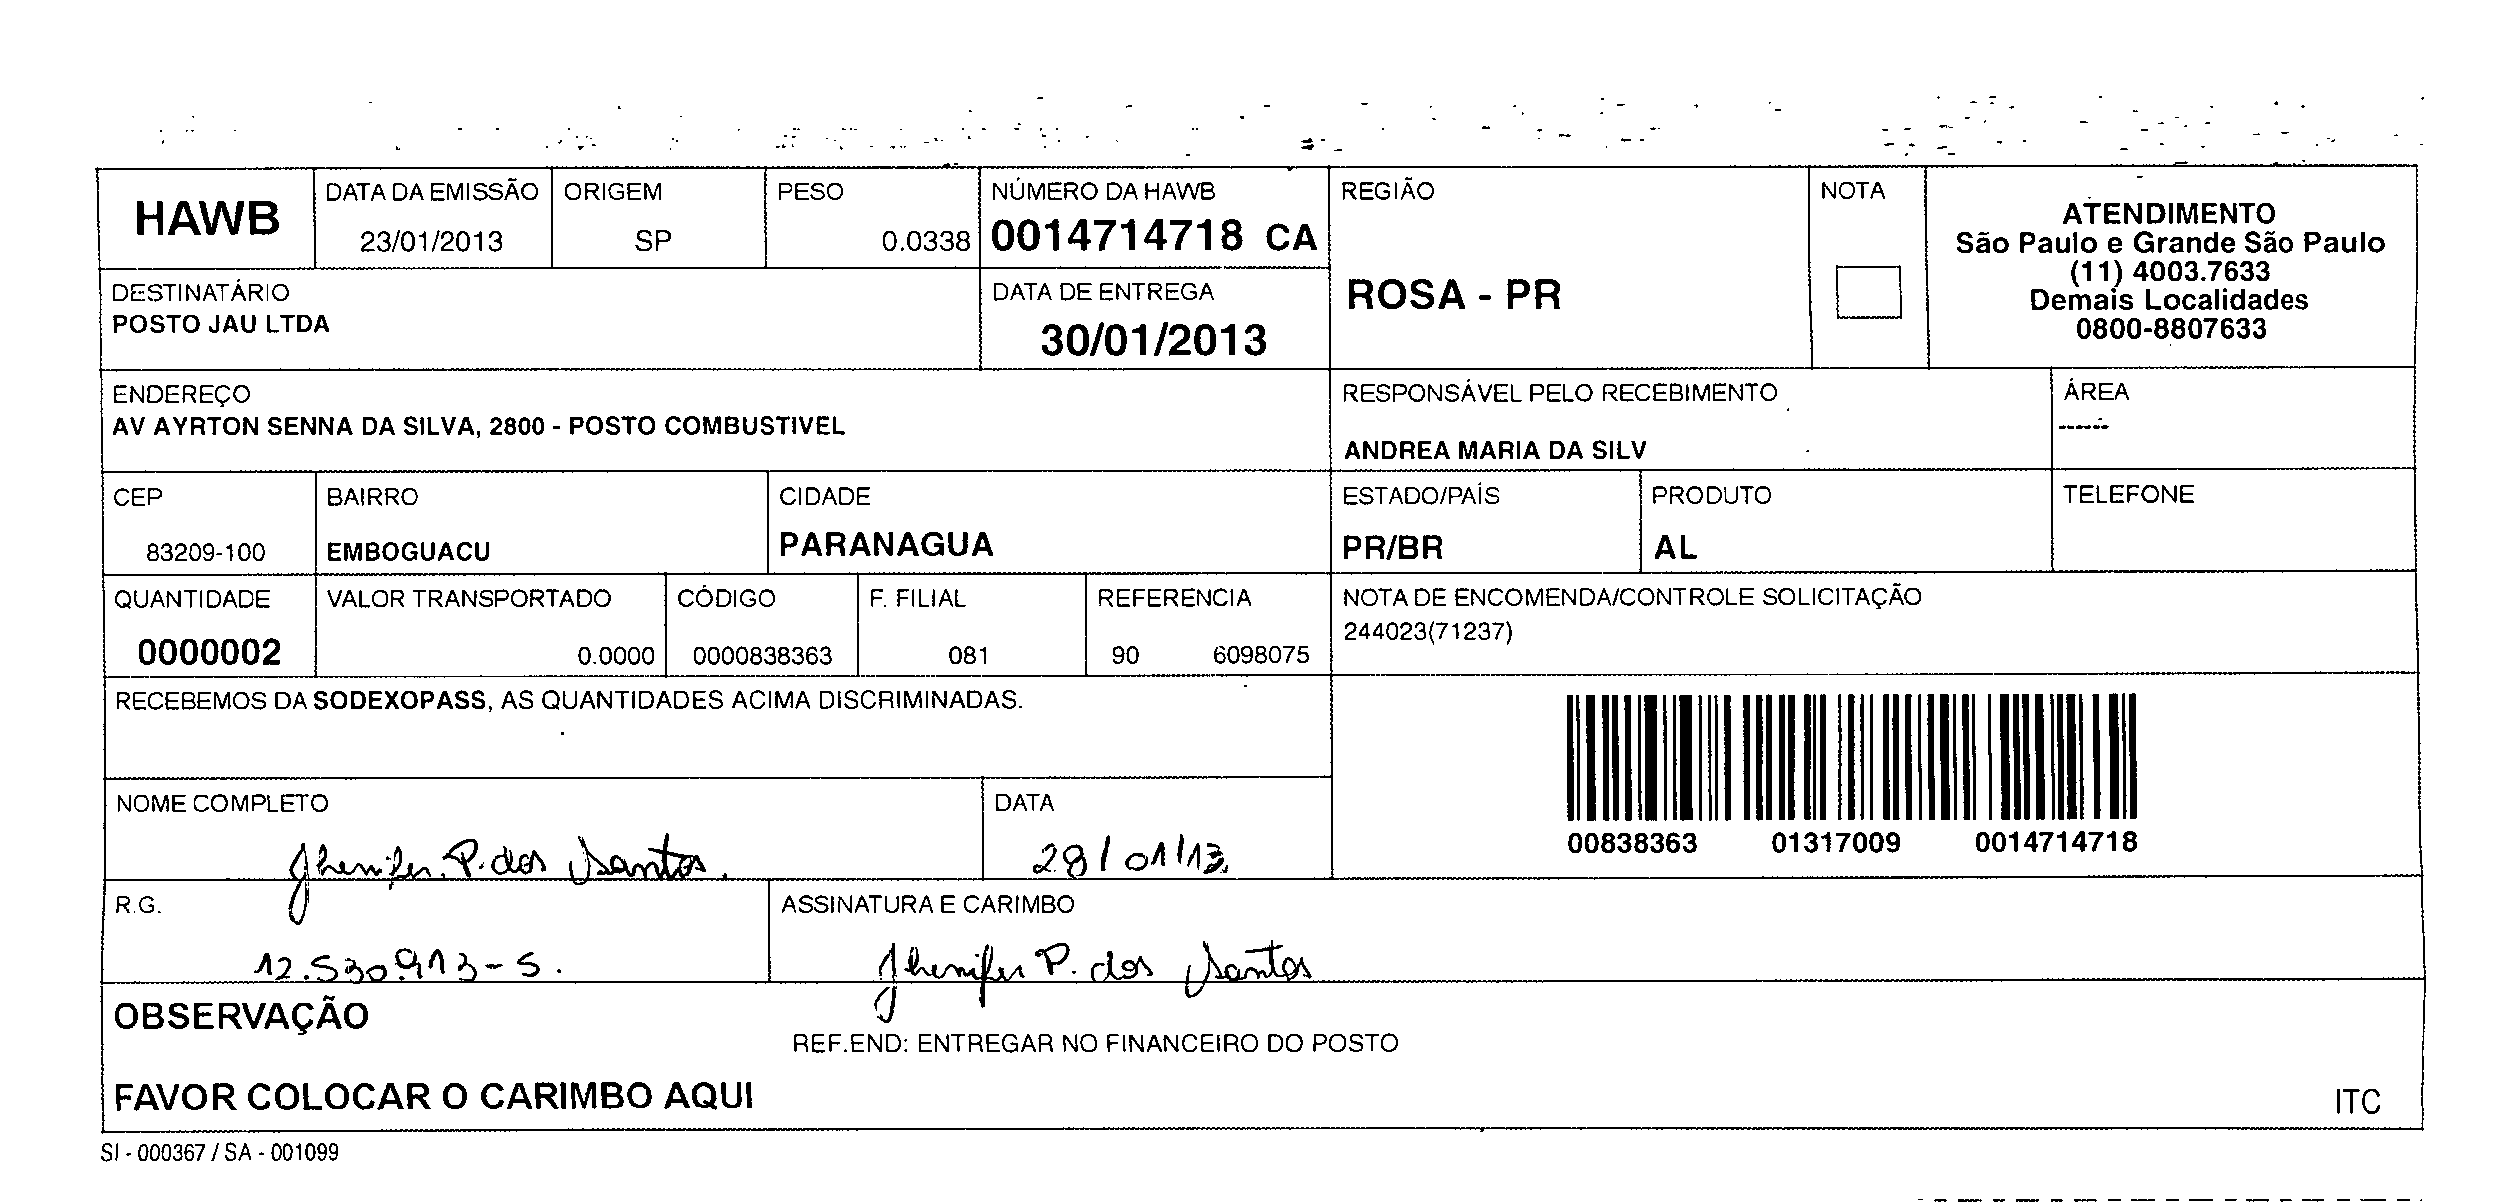 HAWB
DATA DA EMISSÃO
23/01/2013
ORIGEM
SP
PESO
0.0338
NÚMERO DA HAWB
0014714718 CA
REGIÃO
ROSA - PR
NOTA
ATENDIMENTO
São Paulo e Grande São Paulo
(11) 4003.7633
Demais Localidades
0800-8807633
DESTINATÁRIO
POSTO JAU LTDA
DATA DE ENTREGA
30/01/2013
ENDEREÇO
AV AYRTON SENNA DA SILVA, 2800 - POSTO COMBUSTIVEL
RESPONSÁVEL PELO RECEBIMENTO
ANDREA MARIA DA SILV
ÁREA
------
CEP
83209-100
BAIRRO
EMBOGUACU
CIDADE
PARANAGUA
ESTADO/PAÍS
PR/BR
PRODUTO
AL
TELEFONE
QUANTIDADE
0000002
VALOR TRANSPORTADO
0.0000
CÓDIGO
0000838363
F. FILIAL
081
REFERENCIA
90 6098075
NOTA DE ENCOMENDA/CONTROLE SOLICITAÇÃO
244023(71237)
RECEBEMOS DA SODEXOPASS, AS QUANTIDADES ACIMA DISCRIMINADAS.
00838363 01317009 0014714718
NOME COMPLETO
Jhenifer P. dos Santos.
DATA
28/01/13
R.G.
12.530.913-5.
ASSINATURA E CARIMBO
Jhenifer P. dos Santos
OBSERVAÇÃO
REF.END: ENTREGAR NO FINANCEIRO DO POSTO
FAVOR COLOCAR O CARIMBO AQUI
ITC
SI - 000367 / SA - 001099